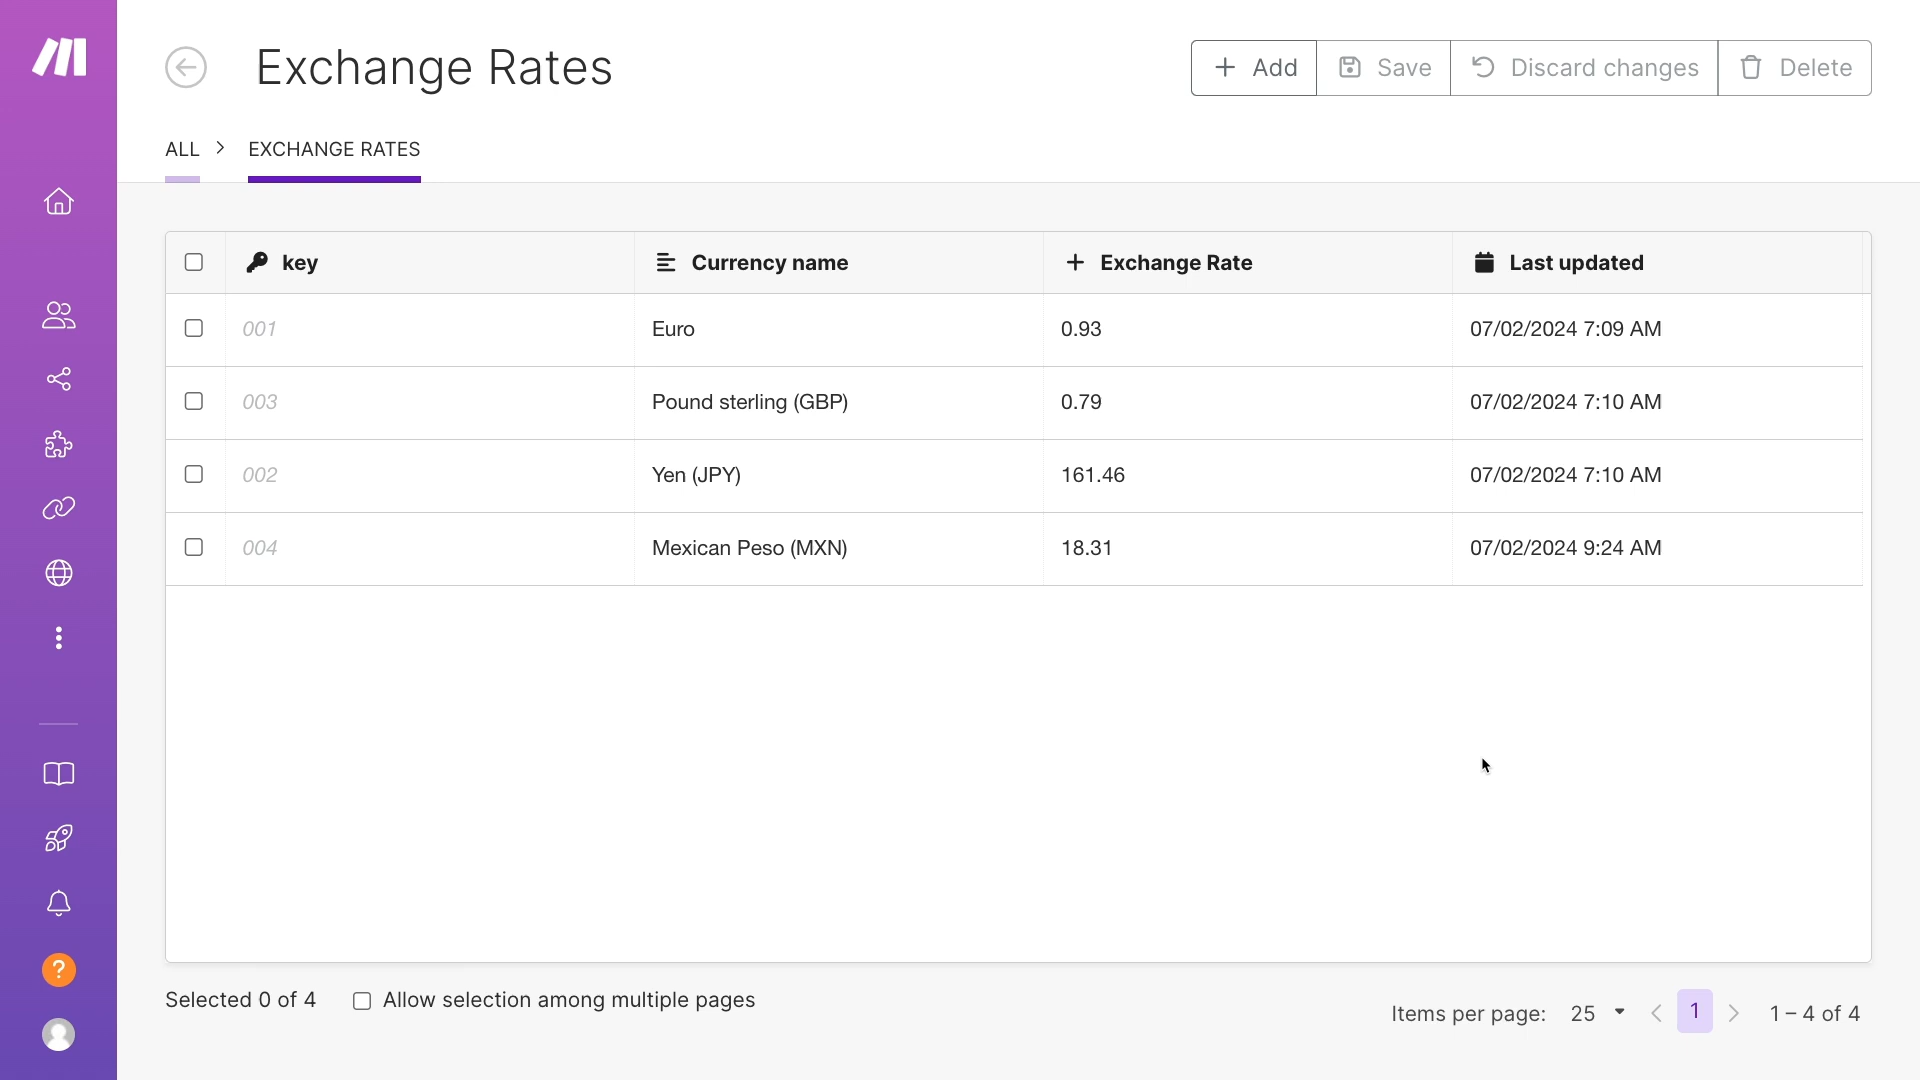 Exchange Rates
Add
Save
Discard changes
Delete
ALL
EXCHANGE RATES
key Currency name Exchange Rate Last updated
001 Euro 0.93 07/02/2024 7:09 AM
003 Pound sterling (GBP) 0.79 07/02/2024 7:10 AM
002 Yen (JPY) 161.46 07/02/2024 7:10 AM
004 Mexican Peso (MXN) 18.31 07/02/2024 9:24 AM
?
Selected 0 of 4
Allow selection among multiple pages
Items per page: 25
1
1 – 4 of 4